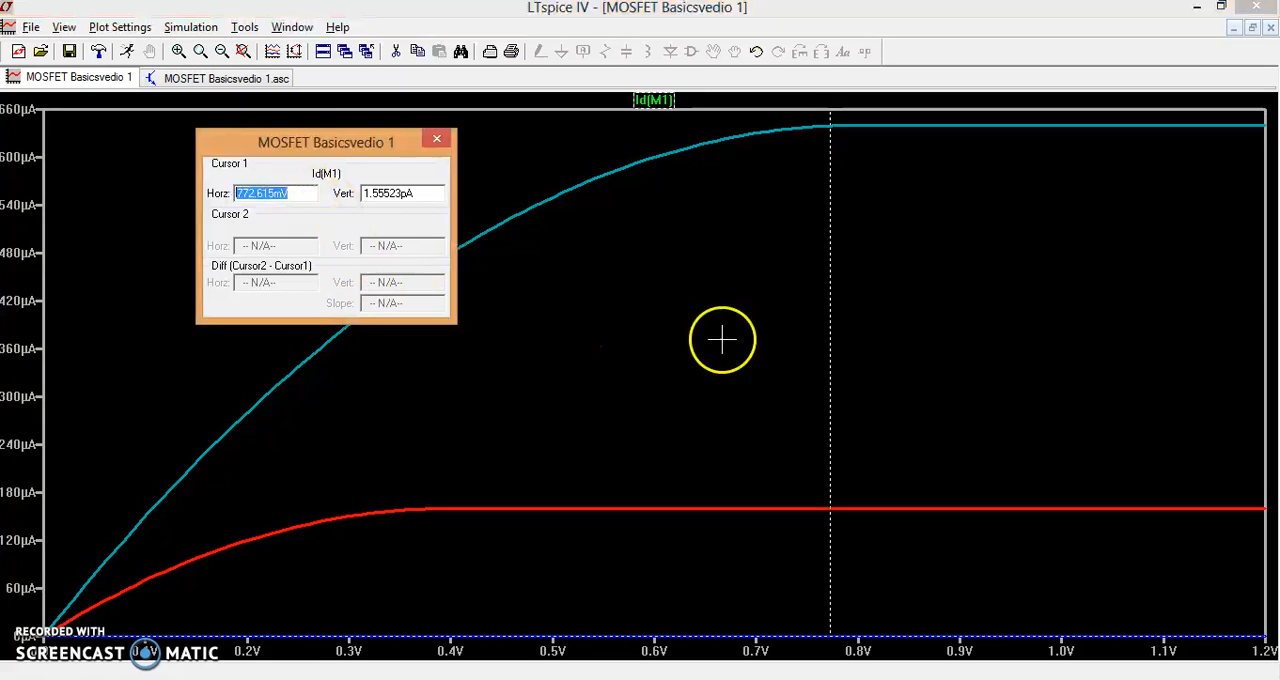 LTspice IV - [MOSFET Basicsvedio 1]
File View Plot Settings Simulation Tools Window Help
MOSFET Basicsvedio 1 MOSFET Basicsvedio 1.asc
Id(M1)
660µA
600µA
540µA
480µA
420µA
360µA
300µA
240µA
180µA
120µA
60µA
MOSFET Basicsvedio 1
Cursor 1
Id(M1)
Horz: 772.615mV Vert: 1.55523pA
Cursor 2
Horz: -- N/A-- Vert: -- N/A--
Diff (Cursor2 - Cursor1)
Horz: -- N/A-- Vert: -- N/A--
Slope: -- N/A--
0.2V 0.3V 0.4V 0.5V 0.6V 0.7V 0.8V 0.9V 1.0V 1.1V 1.2V
RECORDED WITH
SCREENCAST MATIC